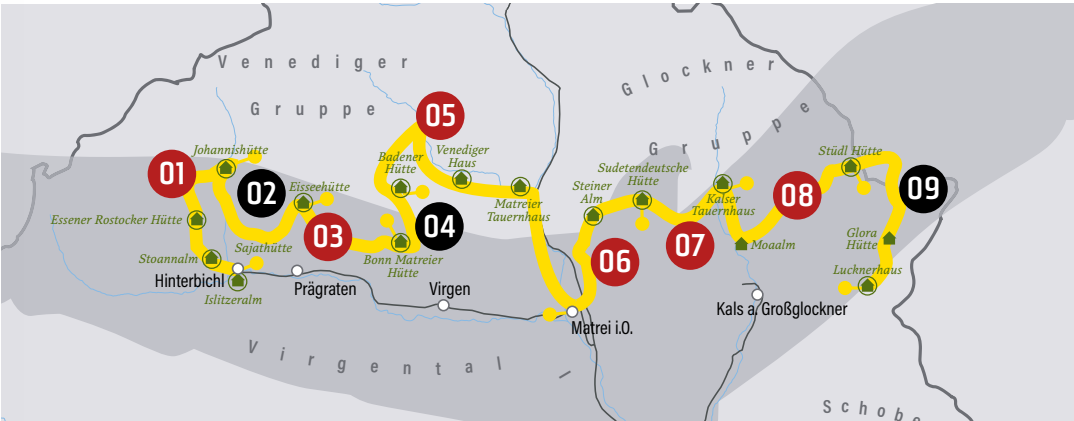 Venediger
Gruppe
Glockner
Gruppe
01
Johannishütte
02
Essener Rostocker Hütte
Stoannalm
Hinterbichl
Islitzeralm
Sajathütte
Eisseehütte
03
Prägraten
Virgen
Badener
Hütte
04
Bonn Matreier
Hütte
05
Venediger
Haus
Matreier
Tauernhaus
Steiner
Alm
06
Matrei i.O.
Sudetendeutsche
Hütte
07
Kalser
Tauernhaus
Moaalm
08
Stüdl Hütte
09
Glora
Hütte
Lucknerhaus
Kals a. Großglockner
Virgental
Schobe